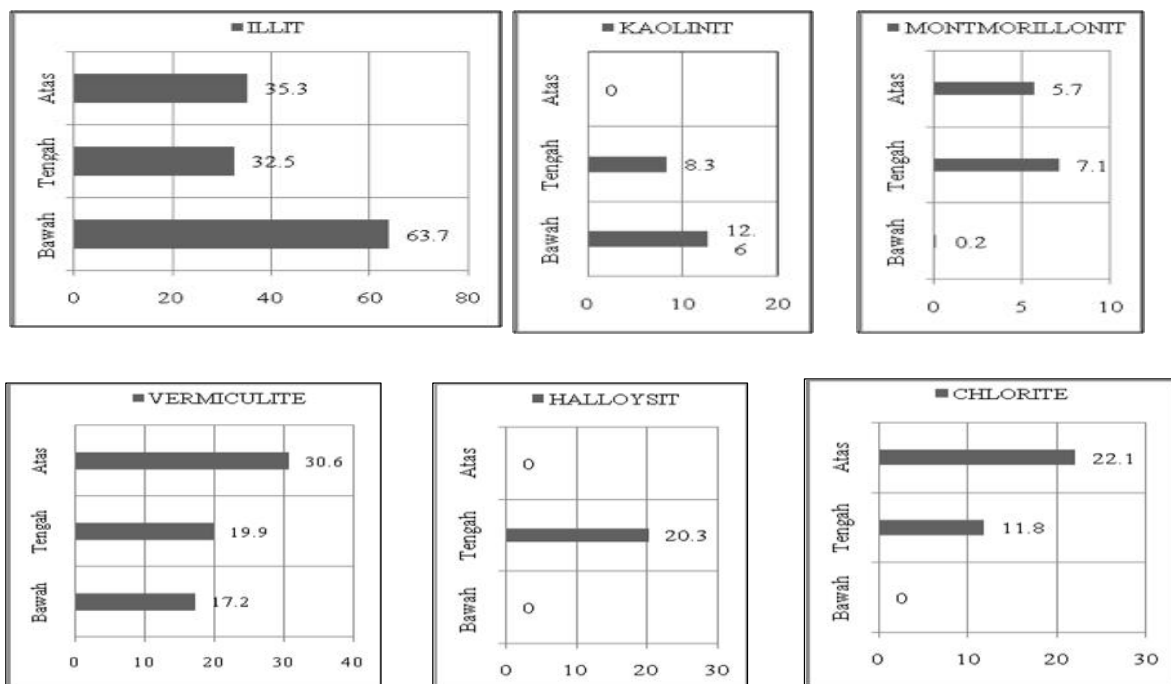 ILLIT
Atas
35.3
Tengah
32.5
Bawah
63.7
0 20 40 60 80
KAOLINIT
Atas
0
Tengah
8.3
Bawah
12.
6
0 10 20
MONTMORILLONIT
Atas
5.7
Tengah
7.1
Bawah
0.2
0 5 10
VERMICULITE
Atas
30.6
Tengah
19.9
Bawah
17.2
0 10 20 30 40
HALLOYSIT
Atas
0
Tengah
20.3
Bawah
0
0 10 20 30
CHLORITE
Atas
22.1
Tengah
11.8
Bawah
0
0 10 20 30